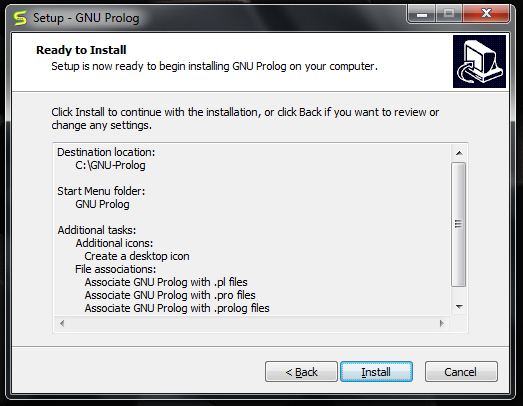 Setup - GNU Prolog
Ready to Install
Setup is now ready to begin installing GNU Prolog on your computer.
Click Install to continue with the installation, or click Back if you want to review or
change any settings.
Destination location:
C:\GNU-Prolog
Start Menu folder:
GNU Prolog
Additional tasks:
Additional icons:
Create a desktop icon
File associations:
Associate GNU Prolog with .pl files
Associate GNU Prolog with .pro files
Associate GNU Prolog with .prolog files
< Back
Install
Cancel